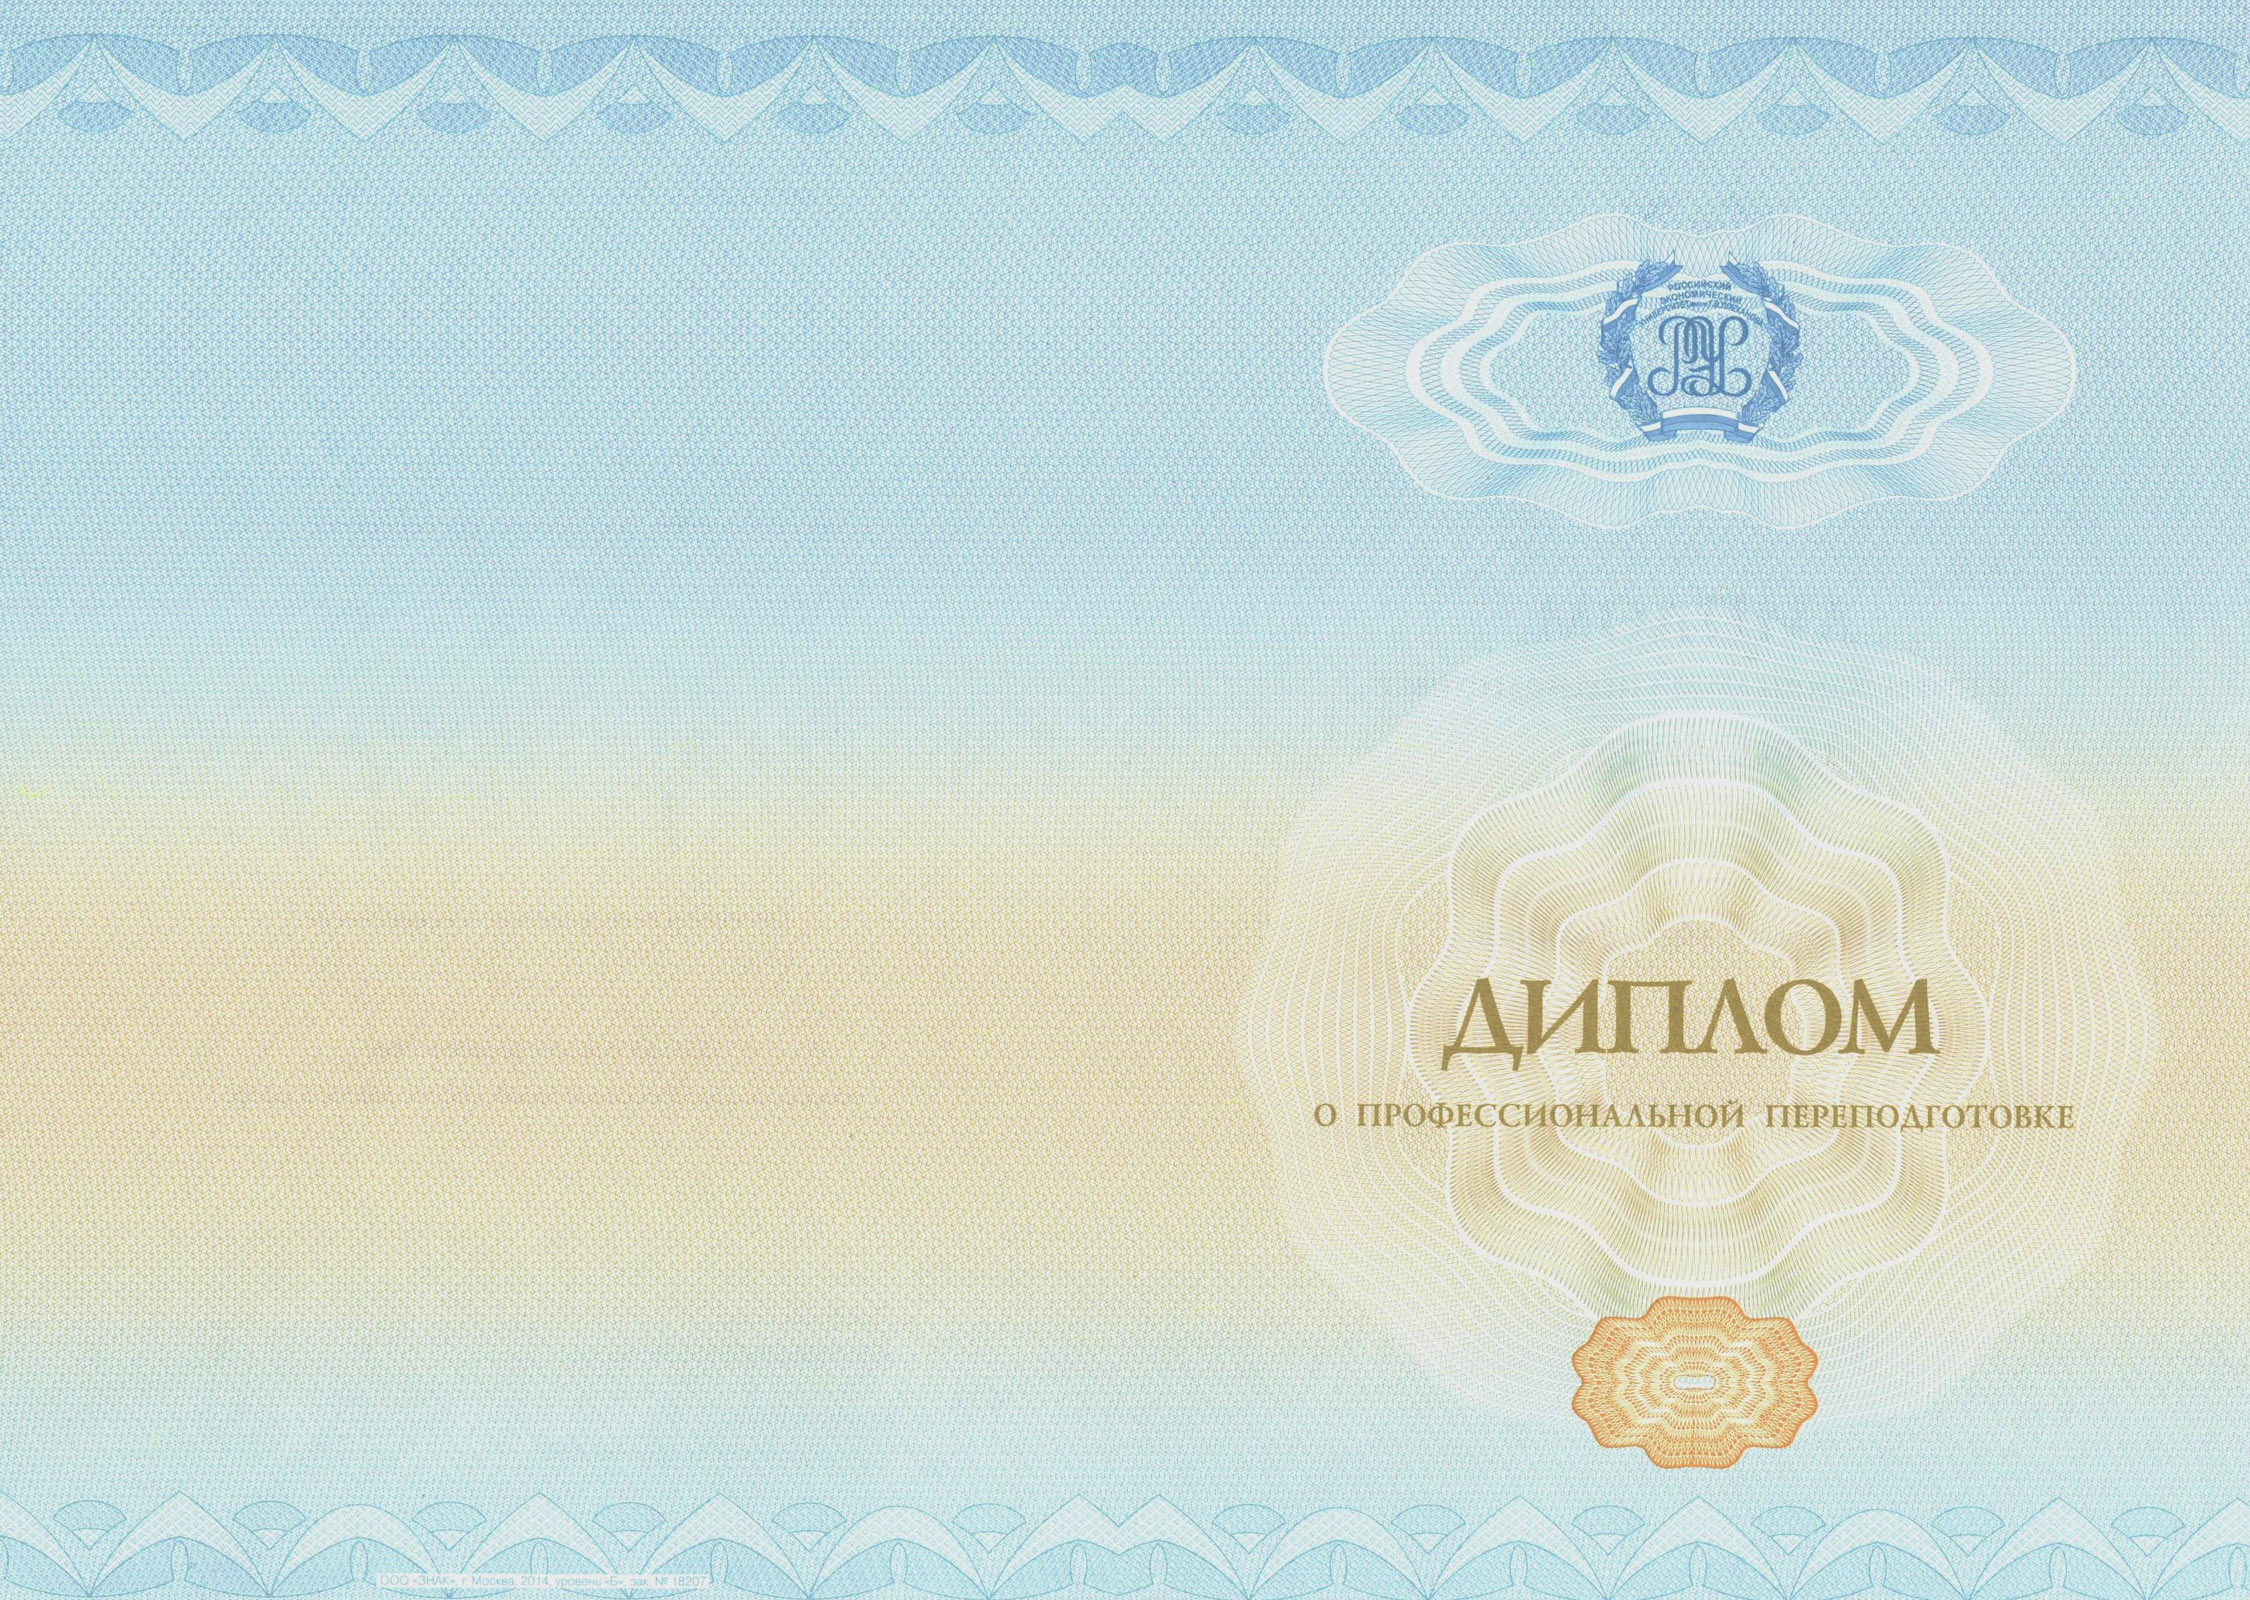 РОССИЙСКИЙ
ЭКОНОМИЧЕСКИЙ
УНИВЕРСИТЕТ имени Г.В.ПЛЕХАНОВА
РЭУ
ДИПЛОМ
О ПРОФЕССИОНАЛЬНОЙ ПЕРЕПОДГОТОВКЕ
ООО «ЗНАК», г. Москва, 2014, уровень «Б», зак. № 18207